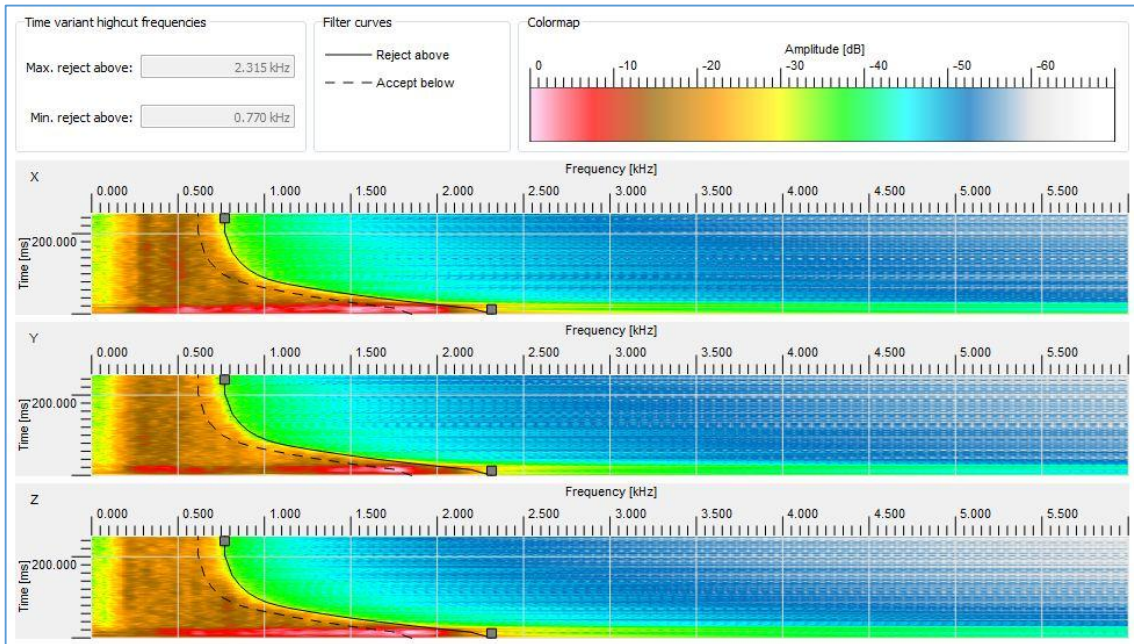 Time variant highcut frequencies
Max. reject above: 2.315 kHz
Min. reject above: 0.770 kHz
Filter curves
Reject above
Accept below
Colormap
Amplitude [dB]
0 -10 -20 -30 -40 -50 -60
Frequency [kHz]
X
0.000 0.500 1.000 1.500 2.000 2.500 3.000 3.500 4.000 4.500 5.000 5.500
Time [ms]
200.000
Frequency [kHz]
Y
0.000 0.500 1.000 1.500 2.000 2.500 3.000 3.500 4.000 4.500 5.000 5.500
Time [ms]
200.000
Frequency [kHz]
Z
0.000 0.500 1.000 1.500 2.000 2.500 3.000 3.500 4.000 4.500 5.000 5.500
Time [ms]
200.000